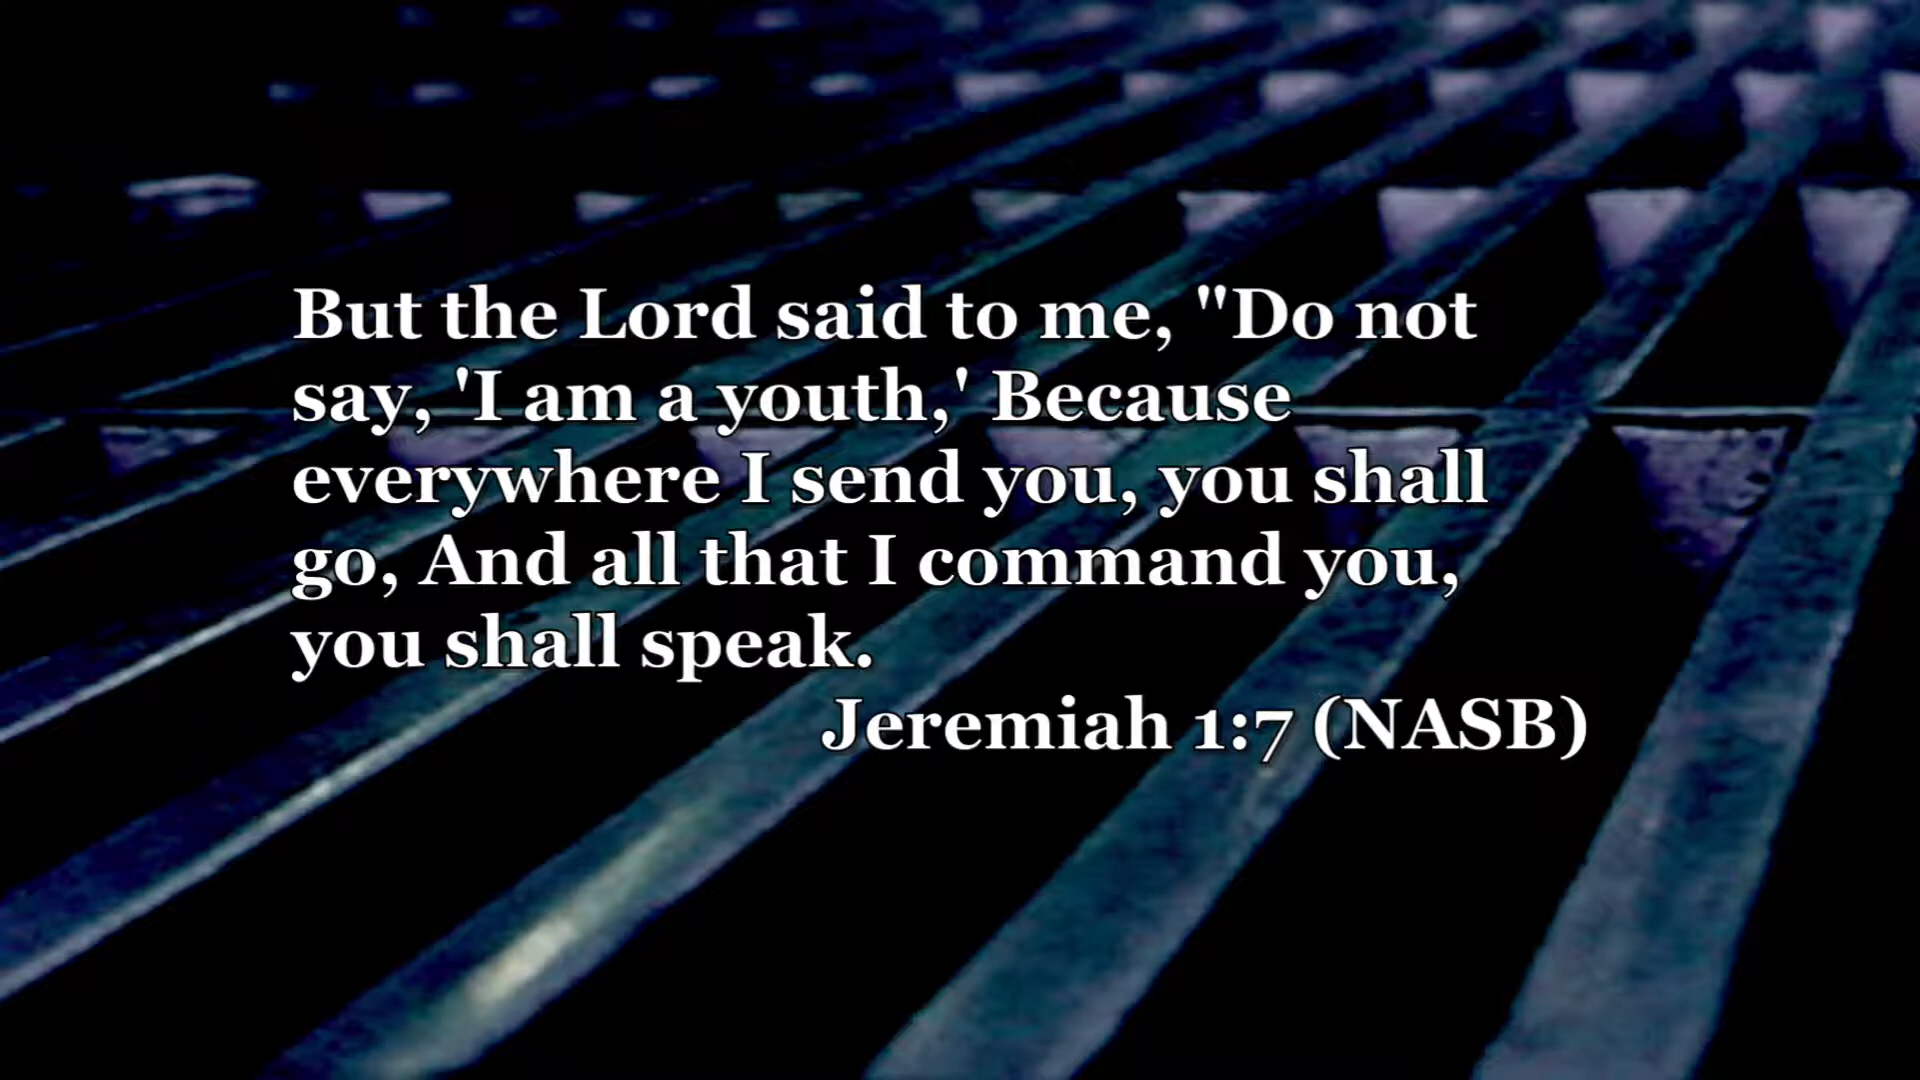 But the Lord said to me, "Do not
say, 'I am a youth,' Because
everywhere I send you, you shall
go, And all that I command you,
you shall speak.
Jeremiah 1:7 (NASB)